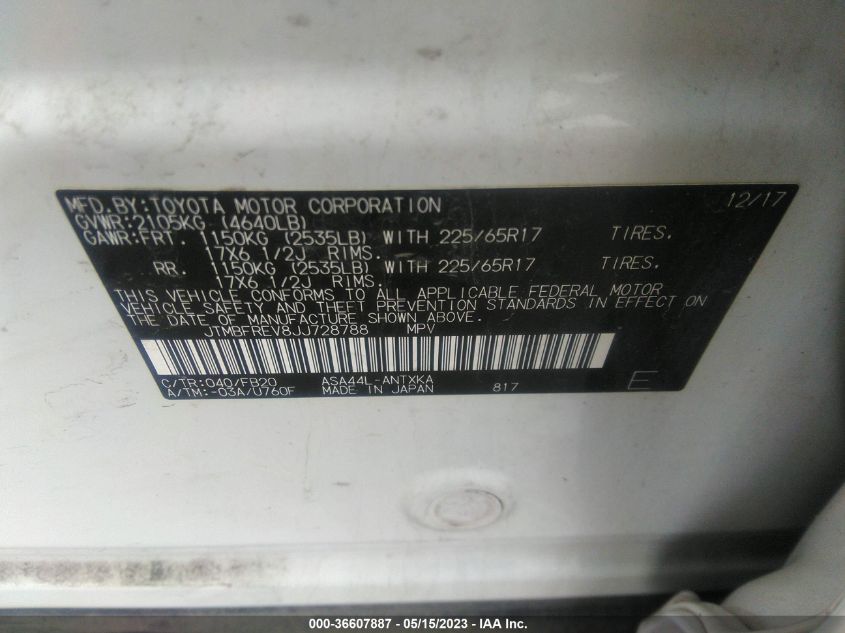 MFD.BY:TOYOTA MOTOR CORPORATION 12/17
GVWR:2105KG (4640LB)
GAWR:FRT. 1150KG (2535LB) WITH 225/65R17 TIRES.
17X6 1/2J RIMS.
RR. 1150KG (2535LB) WITH 225/65R17 TIRES.
17X6 1/2J RIMS.
THIS VEHICLE CONFORMS TO ALL APPLICABLE FEDERAL MOTOR
VEHICLE SAFETY AND THEFT PREVENTION STANDARDS IN EFFECT ON
THE DATE OF MANUFACTURE SHOWN ABOVE.
JTMBFREV8JJ728788 MPV
C/TR:040/FB20 ASA44L-ANTXKA
A/TM:-03A/U760F MADE IN JAPAN 817 E
000-36607887 - 05/15/2023 - IAA Inc.